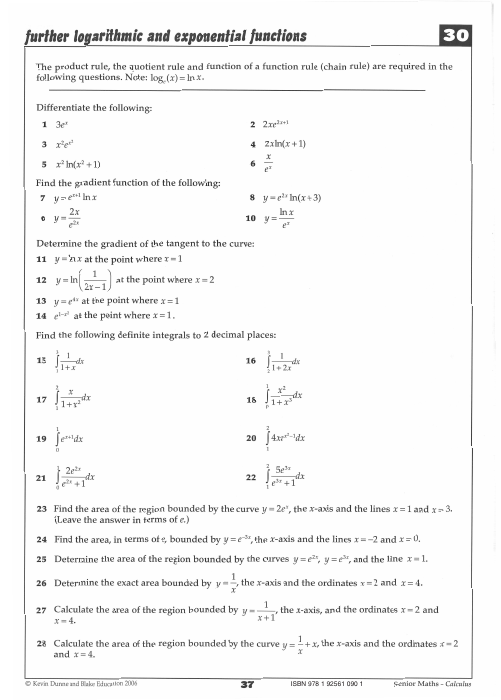 further logarithmic and exponential functions 30
The product rule, the quotient rule and function of a function rule (chain rule) are required in the
following questions. Note: logₑ(x) = ln x.
Differentiate the following:
1 3eˣ 2 2xe²ˣ⁺¹
3 4 2x ln(x + 1)
5 x² ln(x² + 1) 6 x/eˣ
Find the gradient function of the following:
7 y = eˣ⁺¹ ln x 8 y = e²ˣ ln(x + 3)
y = 2x/e²ˣ 10 y = ln x/eˣ
Determine the gradient of the tangent to the curve:
11 y = ln x at the point where x = 1
12 y = ln(1/(2x − 1)) at the point where x = 2
13 at the point where x = 1
14 at the point where x = 1.
Find the following definite integrals to 2 decimal places:
15 ∫ 1/(1 + x) dx 16 ∫ 1/(1 + 2x) dx
17 ∫ x/(1 + x²) dx 18 ∫ x²/(1 + x³) dx
19 ∫₀¹ eˣ⁺¹ dx 20 ∫₁² 4xe^(x²−1) dx
21 ∫ 2e²ˣ/(e²ˣ + 1) dx 22 ∫₁² 5e³ˣ/(e³ˣ + 1) dx
23 Find the area of the region bounded by the curve y = 2eˣ, the x-axis and the lines x = 1 and x = 3.
(Leave the answer in terms of e.)
24 Find the area, in terms of e, bounded by y = e⁻³ˣ, the x-axis and the lines x = −2 and x = 0.
25 Determine the area of the region bounded by the curves y = e²ˣ, y = e³ˣ, and the line x = 1.
26 Determine the exact area bounded by y = 1/x, the x-axis and the ordinates x = 2 and x = 4.
27 Calculate the area of the region bounded by y = 1/(x + 1), the x-axis, and the ordinates x = 2 and
x = 4.
28 Calculate the area of the region bounded by the curve y = 1/x + x, the x-axis and the ordinates x = 2
and x = 4.
© Kevin Dunne and Blake Education 2006 37 ISBN 978 1 92561 090 1 Senior Maths – Calculus